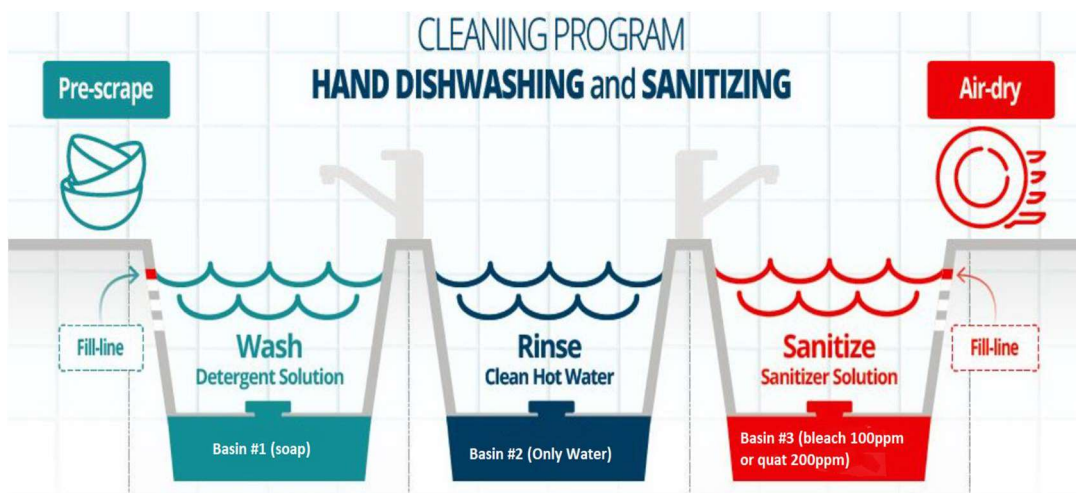 CLEANING PROGRAM
HAND DISHWASHING and SANITIZING
Pre-scrape
Air-dry
Fill-line
Wash
Detergent Solution
Basin #1 (soap)
Rinse
Clean Hot Water
Basin #2 (Only Water)
Sanitize
Sanitizer Solution
Basin #3 (bleach 100ppm
or quat 200ppm)
Fill-line